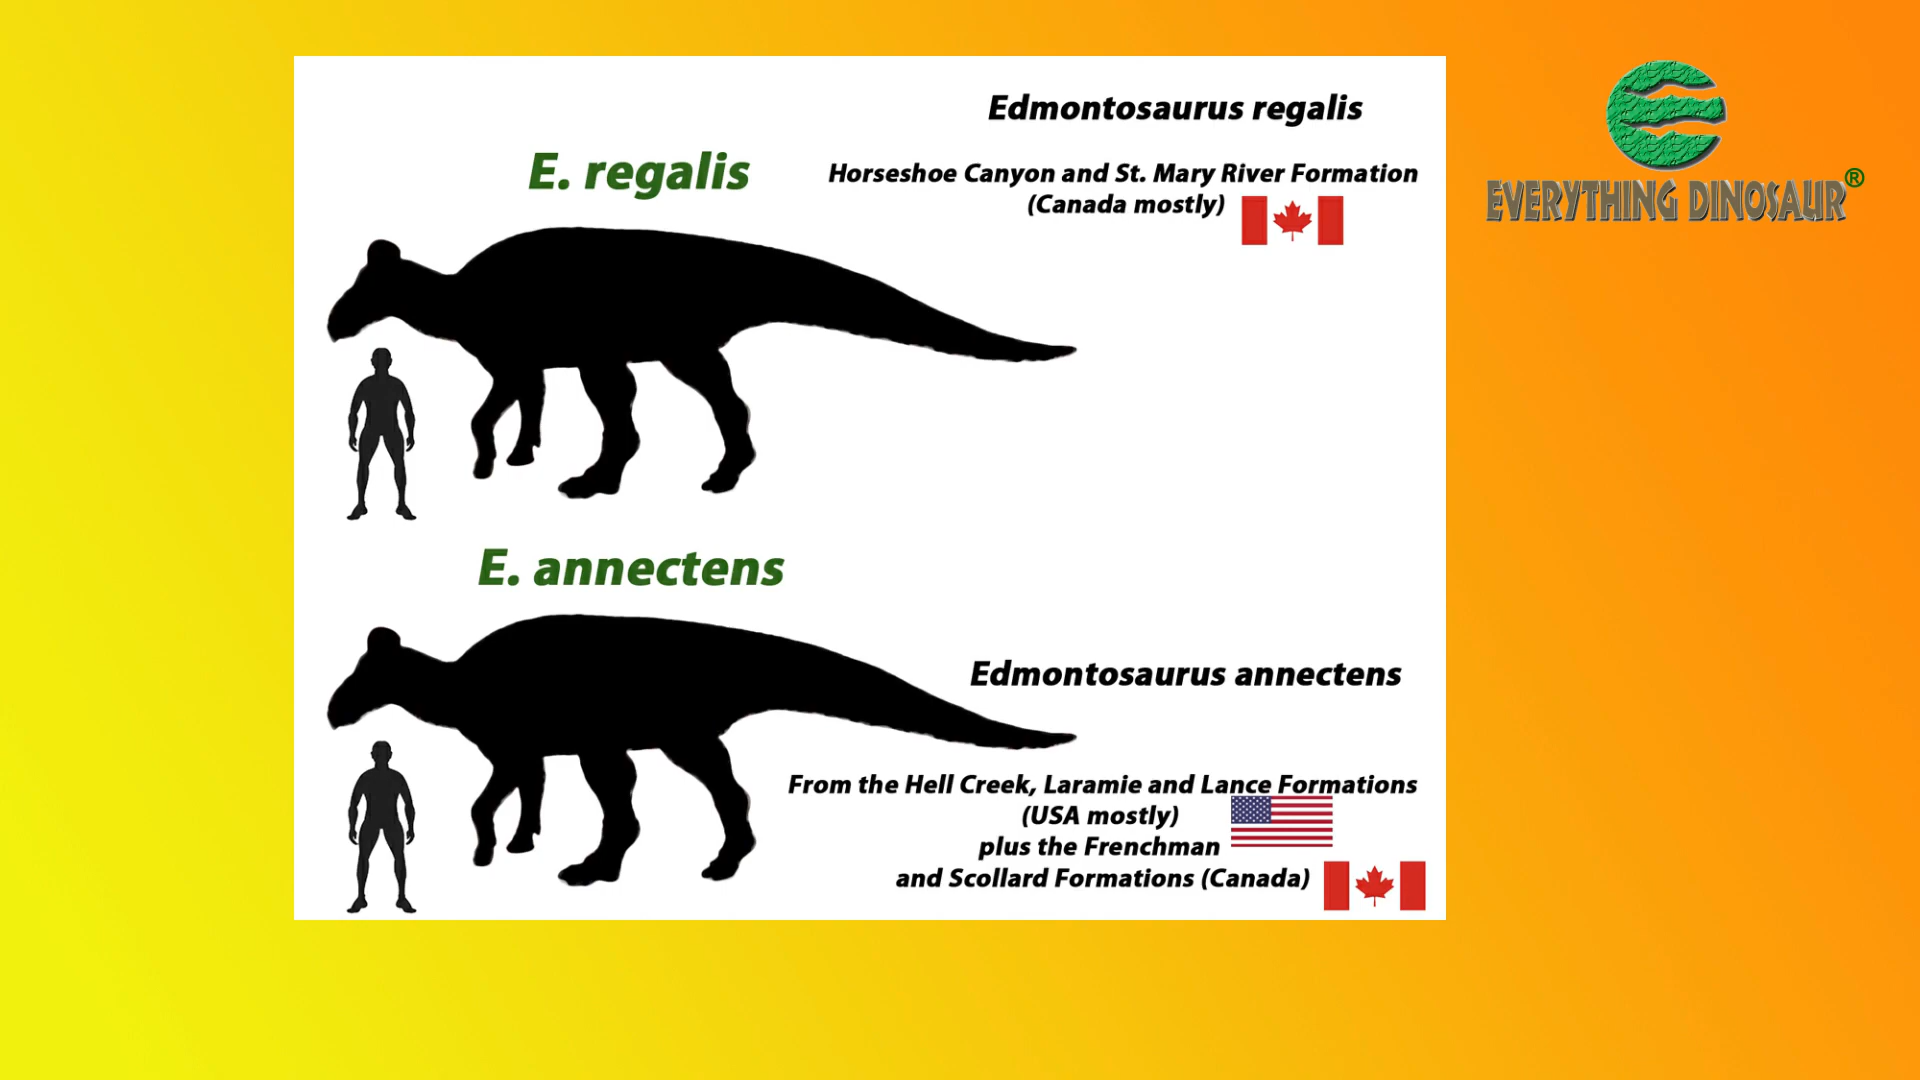 Edmontosaurus regalis
E. regalis
Horseshoe Canyon and St. Mary River Formation
(Canada mostly)
EVERYTHING DINOSAUR®
E. annectens
Edmontosaurus annectens
From the Hell Creek, Laramie and Lance Formations
(USA mostly)
plus the Frenchman
and Scollard Formations (Canada)